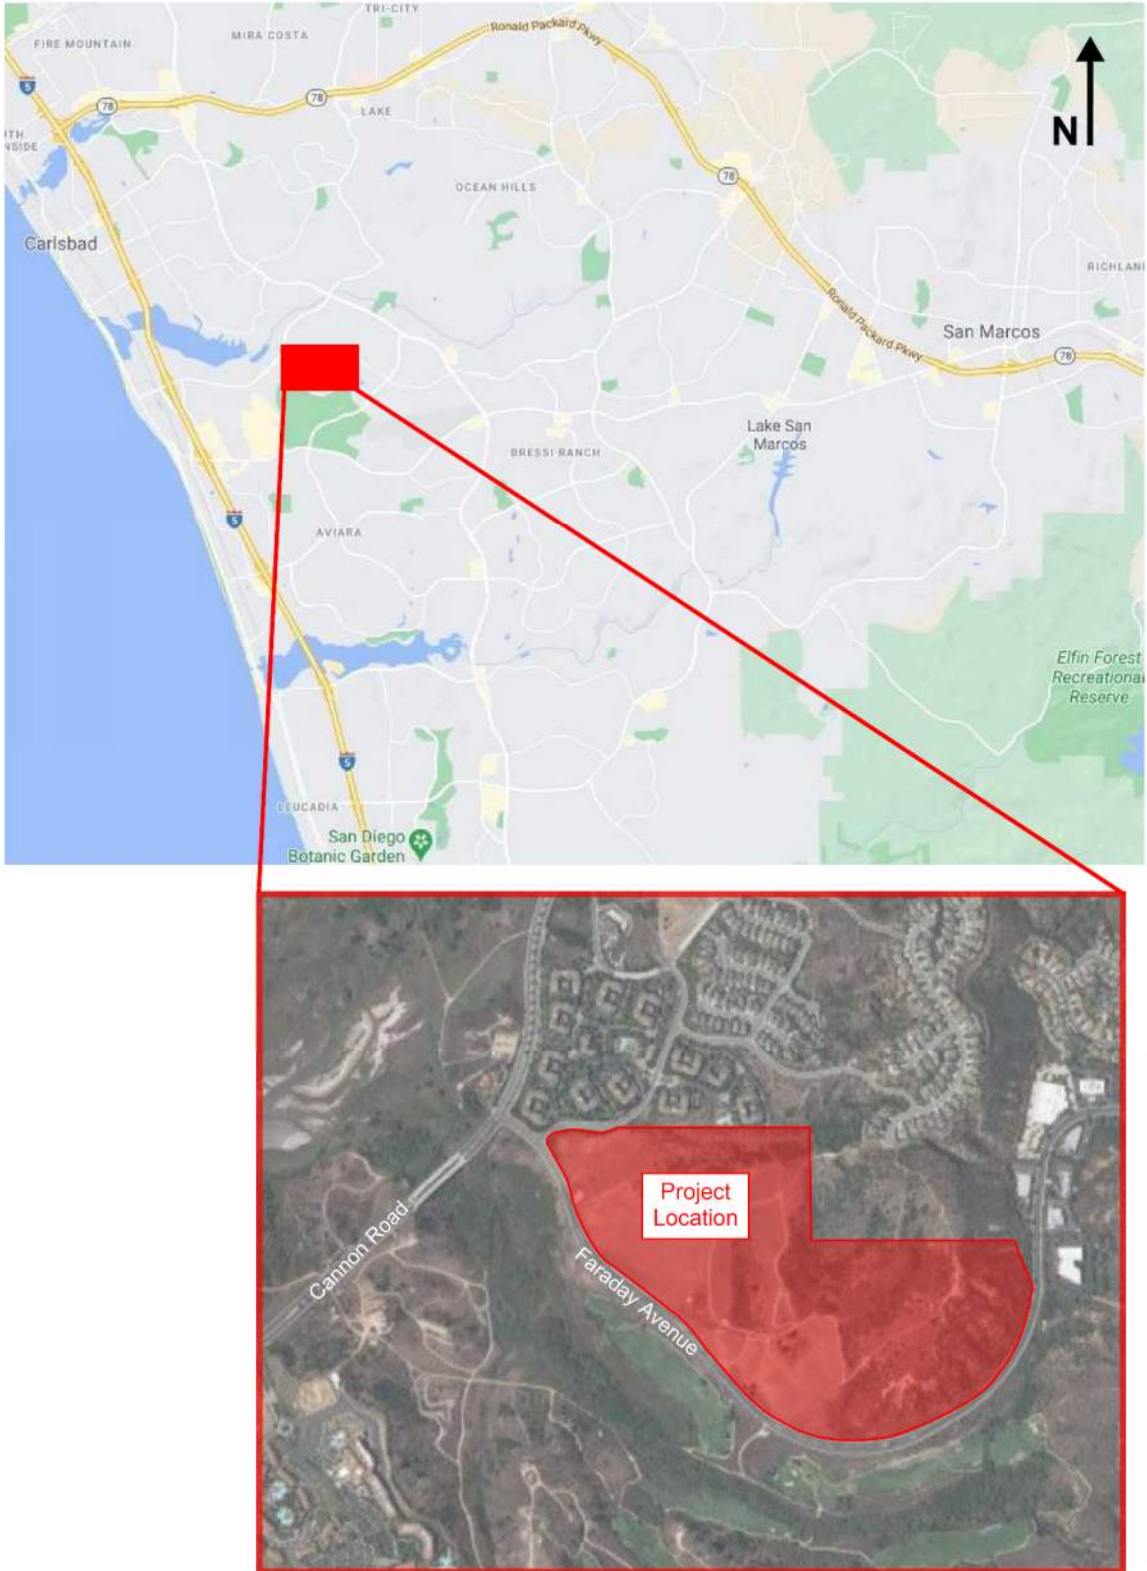 TRI-CITY
FIRE MOUNTAIN
MIRA COSTA
Ronald Packard Pkwy
5
78
78
LAKE
N
OCEAN HILLS
78
Carlsbad
RICHLAN
Ronald Packard Pkwy
San Marcos
78
Lake San
Marcos
BRESSI RANCH
5
AVIARA
Elfin Forest
Recreational
Reserve
5
LEUCADIA
San Diego
Botanic Garden
Project
Location
Cannon Road
Faraday Avenue